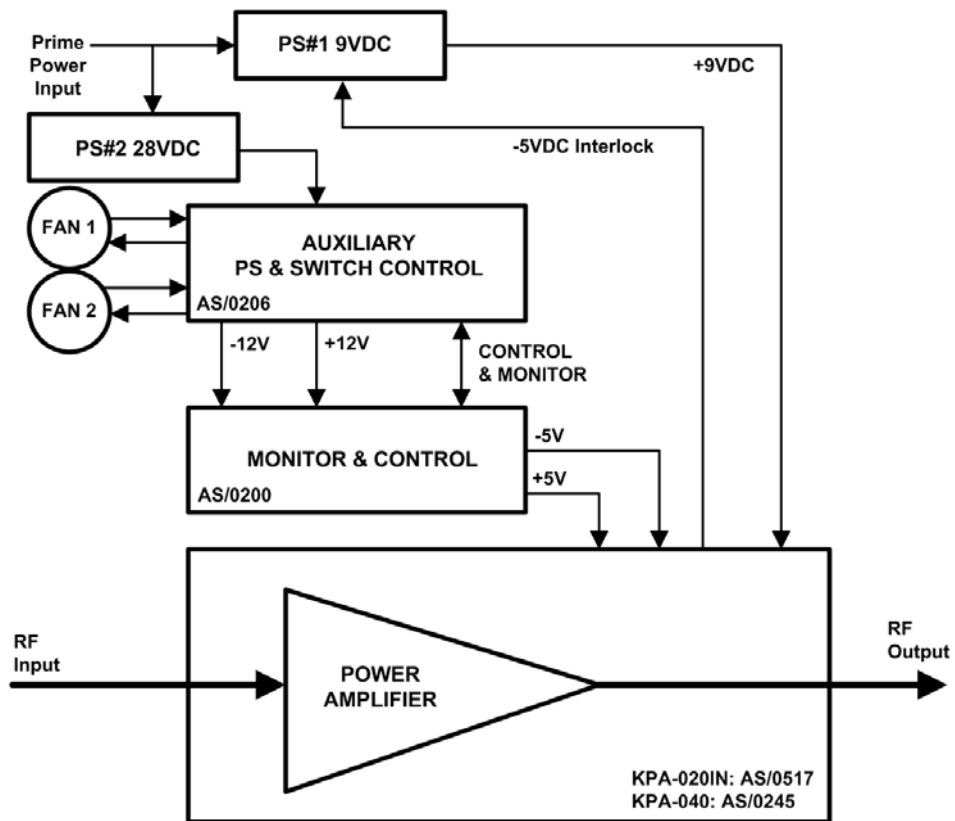 Prime
Power
Input
PS#1 9VDC
+9VDC
PS#2 28VDC
-5VDC Interlock
FAN 1
FAN 2
AUXILIARY
PS & SWITCH CONTROL
AS/0206
-12V
+12V
CONTROL
& MONITOR
MONITOR & CONTROL
AS/0200
-5V
+5V
RF
Input
POWER
AMPLIFIER
RF
Output
KPA-020IN: AS/0517
KPA-040: AS/0245